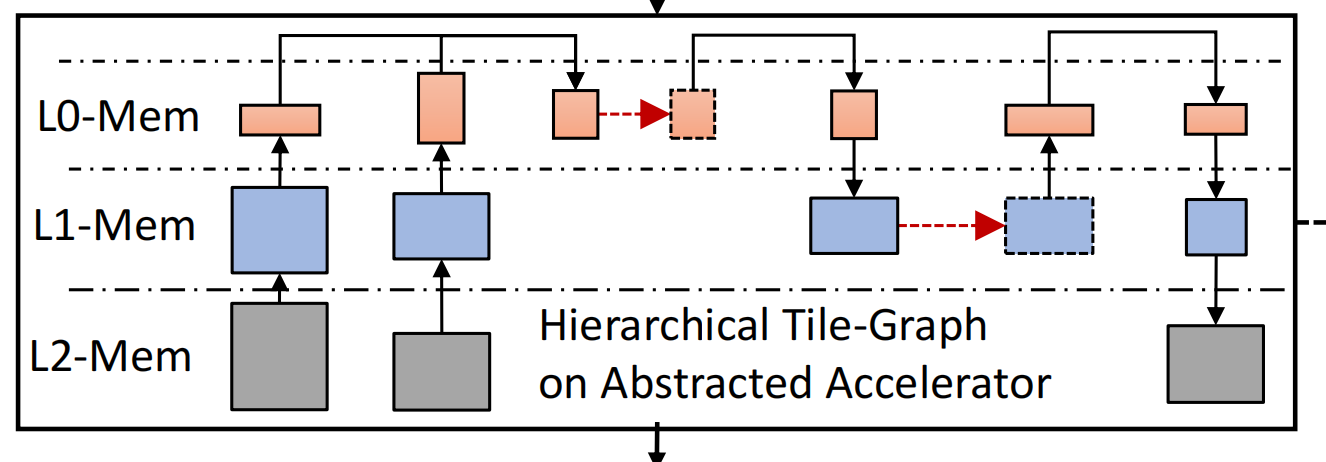 L0-Mem
L1-Mem
L2-Mem
Hierarchical Tile-Graph
on Abstracted Accelerator